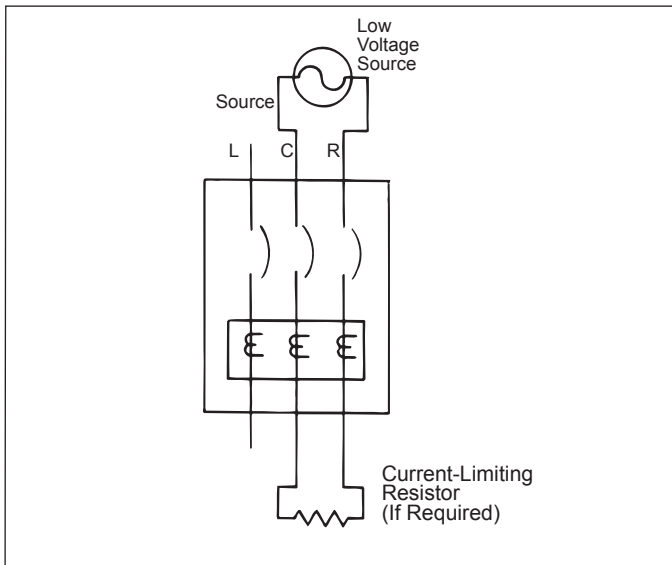 Low
Voltage
Source
Source
L C R
Current-Limiting
Resistor
(If Required)